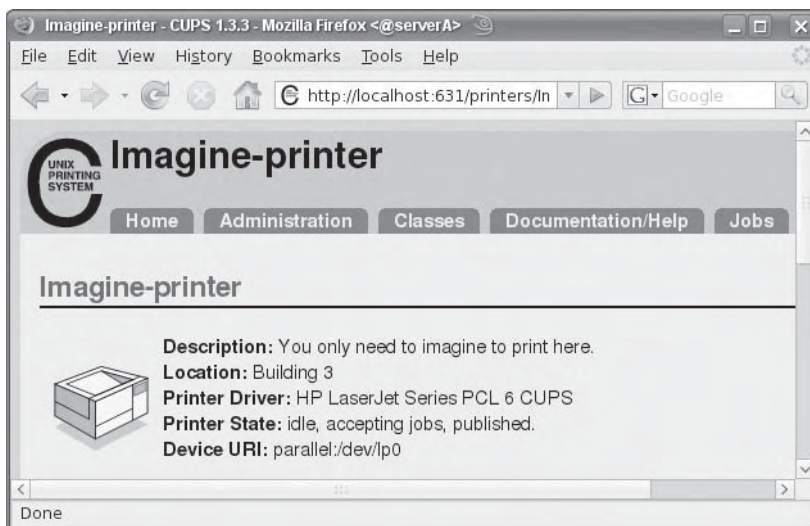 Imagine-printer - CUPS 1.3.3 - Mozilla Firefox <@serverA>
File Edit View History Bookmarks Tools Help
http://localhost:631/printers/In
G Google
UNIX
PRINTING
SYSTEM
Imagine-printer
Home Administration Classes Documentation/Help Jobs
Imagine-printer
Description: You only need to imagine to print here.
Location: Building 3
Printer Driver: HP LaserJet Series PCL 6 CUPS
Printer State: idle, accepting jobs, published.
Device URI: parallel:/dev/lp0
Done